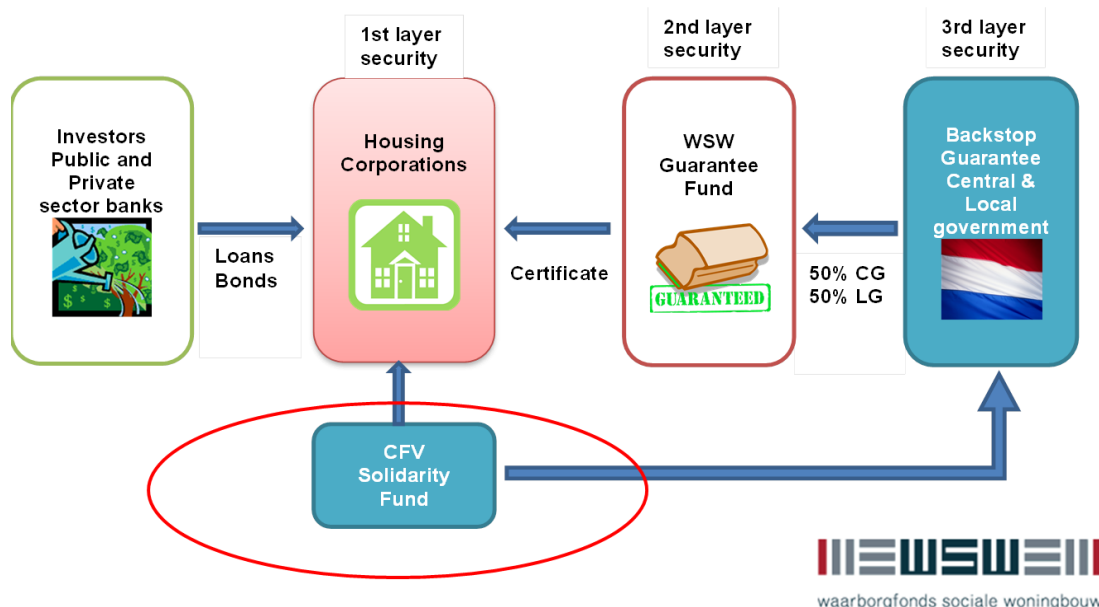 1st layer
security
2nd layer
security
3rd layer
security
Investors
Public and
Private
sector banks
Loans
Bonds
Housing
Corporations
Certificate
WSW
Guarantee
Fund
GUARANTEED
50% CG
50% LG
Backstop
Guarantee
Central &
Local
government
CFV
Solidarity
Fund
WSW
waarborgfonds sociale woningbouw